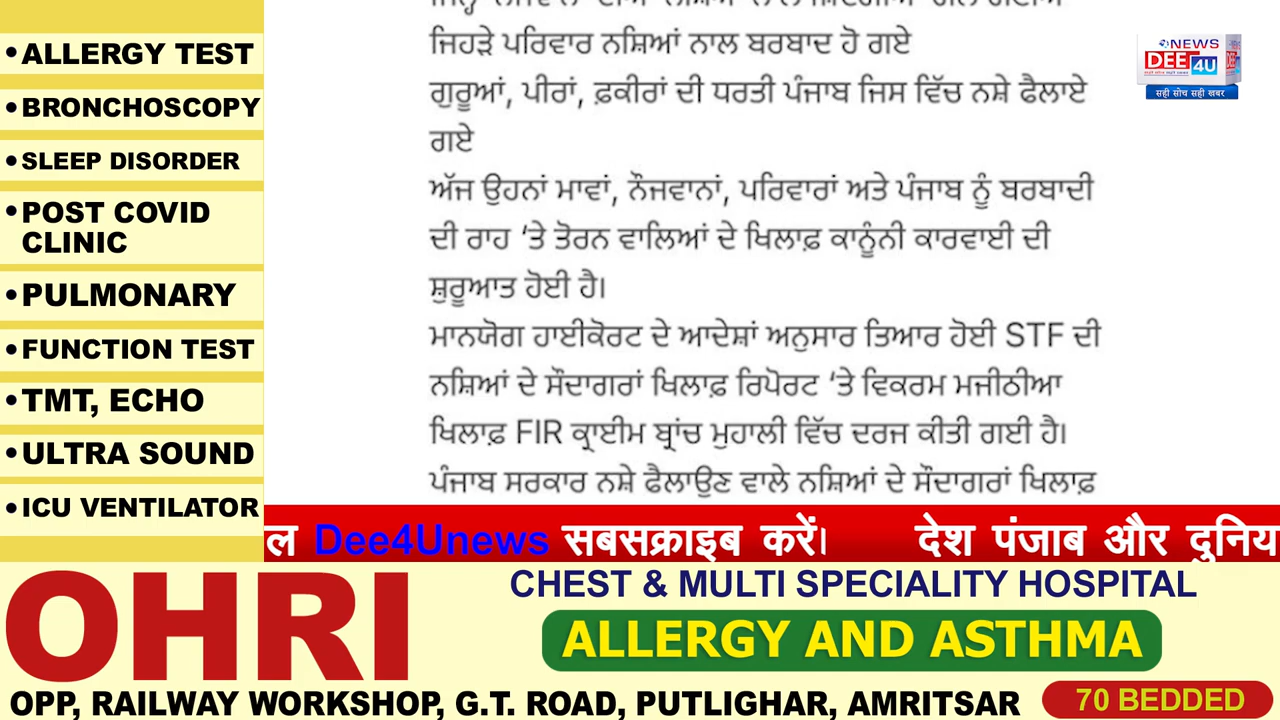 • ALLERGY TEST
• BRONCHOSCOPY
• SLEEP DISORDER
• POST COVID
CLINIC
• PULMONARY
• FUNCTION TEST
• TMT, ECHO
• ULTRA SOUND
• ICU VENTILATOR
ਜਿਹੜੇ ਪਰਿਵਾਰ ਨਸ਼ਿਆਂ ਨਾਲ ਬਰਬਾਦ ਹੋ ਗਏ
ਗੁਰੂਆਂ, ਪੀਰਾਂ, ਫ਼ਕੀਰਾਂ ਦੀ ਧਰਤੀ ਪੰਜਾਬ ਜਿਸ ਵਿੱਚ ਨਸ਼ੇ ਫੈਲਾਏ
ਗਏ
ਅੱਜ ਉਹਨਾਂ ਮਾਵਾਂ, ਨੌਜਵਾਨਾਂ, ਪਰਿਵਾਰਾਂ ਅਤੇ ਪੰਜਾਬ ਨੂੰ ਬਰਬਾਦੀ
ਦੀ ਰਾਹ ‘ਤੇ ਤੋਰਨ ਵਾਲਿਆਂ ਦੇ ਖਿਲਾਫ਼ ਕਾਨੂੰਨੀ ਕਾਰਵਾਈ ਦੀ
ਸ਼ੁਰੂਆਤ ਹੋਈ ਹੈ।
ਮਾਨਯੋਗ ਹਾਈਕੋਰਟ ਦੇ ਆਦੇਸ਼ਾਂ ਅਨੁਸਾਰ ਤਿਆਰ ਹੋਈ STF ਦੀ
ਨਸ਼ਿਆਂ ਦੇ ਸੌਦਾਗਰਾਂ ਖਿਲਾਫ਼ ਰਿਪੋਰਟ ‘ਤੇ ਵਿਕਰਮ ਮਜੀਠੀਆ
ਖਿਲਾਫ਼ FIR ਕ੍ਰਾਈਮ ਬ੍ਰਾਂਚ ਮੁਹਾਲੀ ਵਿੱਚ ਦਰਜ ਕੀਤੀ ਗਈ ਹੈ।
ਪੰਜਾਬ ਸਰਕਾਰ ਨਸ਼ੇ ਫੈਲਾਉਣ ਵਾਲੇ ਨਸ਼ਿਆਂ ਦੇ ਸੌਦਾਗਰਾਂ ਖਿਲਾਫ਼
NEWS
DEE 4U
सही सोच सही खबर
ल Dee4Unews सबसक्राइब करें। देश पंजाब और दुनिय
OHRI
CHEST & MULTI SPECIALITY HOSPITAL
ALLERGY AND ASTHMA
OPP, RAILWAY WORKSHOP, G.T. ROAD, PUTLIGHAR, AMRITSAR
70 BEDDED